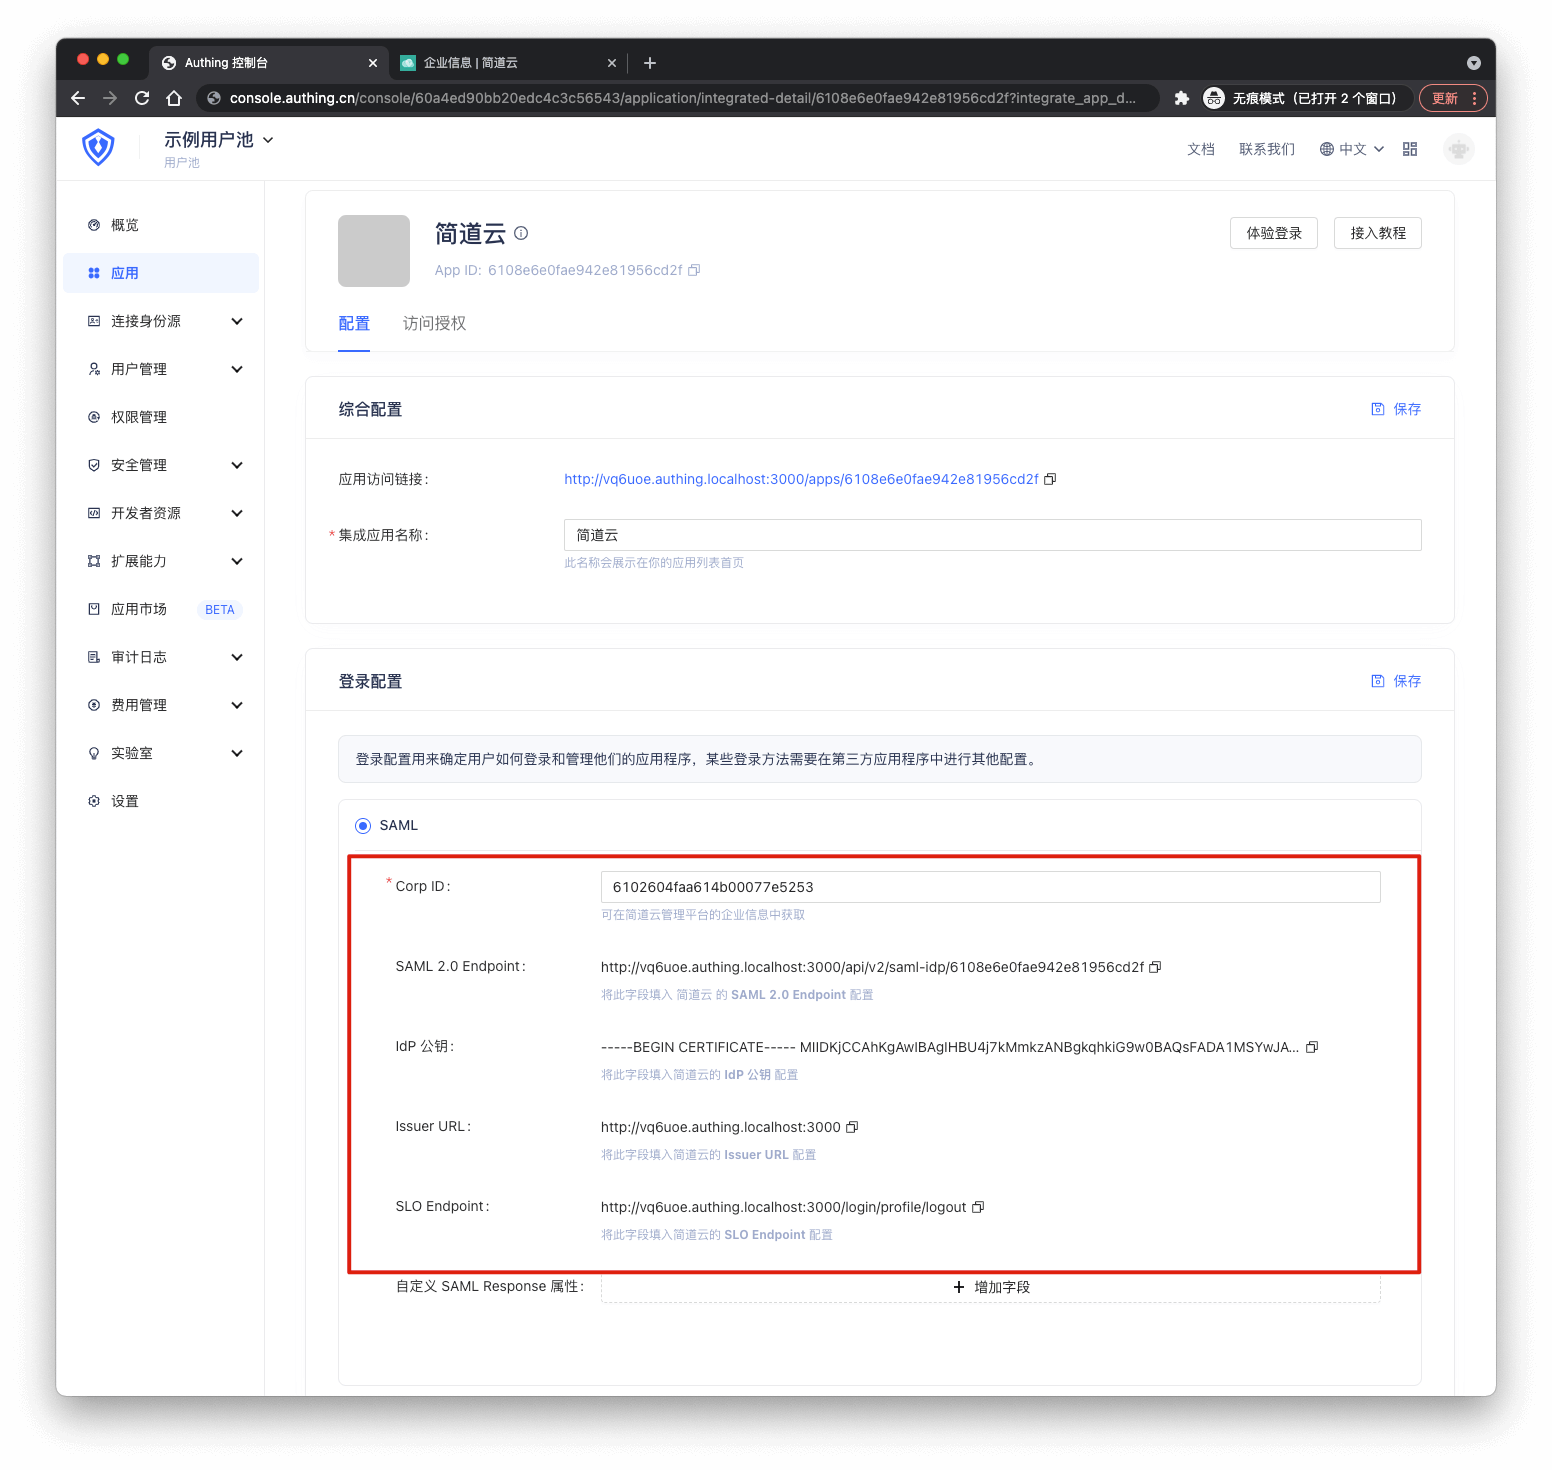 Authing 控制台
企业信息 | 简道云
console.authing.cn/console/60a4ed90bb20edc4c3c56543/application/integrated-detail/6108e6e0fae942e81956cd2f?integrate_app_d...
无痕模式（已打开 2 个窗口）
更新
示例用户池
用户池
文档
联系我们
中文
概览
应用
连接身份源
用户管理
权限管理
安全管理
开发者资源
扩展能力
应用市场
BETA
审计日志
费用管理
实验室
设置
简道云
App ID: 6108e6e0fae942e81956cd2f
体验登录
接入教程
配置
访问授权
综合配置
保存
应用访问链接：
http://vq6uoe.authing.localhost:3000/apps/6108e6e0fae942e81956cd2f
* 集成应用名称：
简道云
此名称会展示在你的应用列表首页
登录配置
保存
登录配置用来确定用户如何登录和管理他们的应用程序，某些登录方法需要在第三方应用程序中进行其他配置。
SAML
* Corp ID：
6102604faa614b00077e5253
可在简道云管理平台的企业信息中获取
SAML 2.0 Endpoint：
http://vq6uoe.authing.localhost:3000/api/v2/saml-idp/6108e6e0fae942e81956cd2f
将此字段填入 简道云 的 SAML 2.0 Endpoint 配置
IdP 公钥：
-----BEGIN CERTIFICATE----- MIIDKjCCAhKgAwIBAgIHBU4j7kMmkzANBgkqhkiG9w0BAQsFADA1MSYwJA...
将此字段填入简道云的 IdP 公钥 配置
Issuer URL：
http://vq6uoe.authing.localhost:3000
将此字段填入简道云的 Issuer URL 配置
SLO Endpoint：
http://vq6uoe.authing.localhost:3000/login/profile/logout
将此字段填入简道云的 SLO Endpoint 配置
自定义 SAML Response 属性：
+ 增加字段